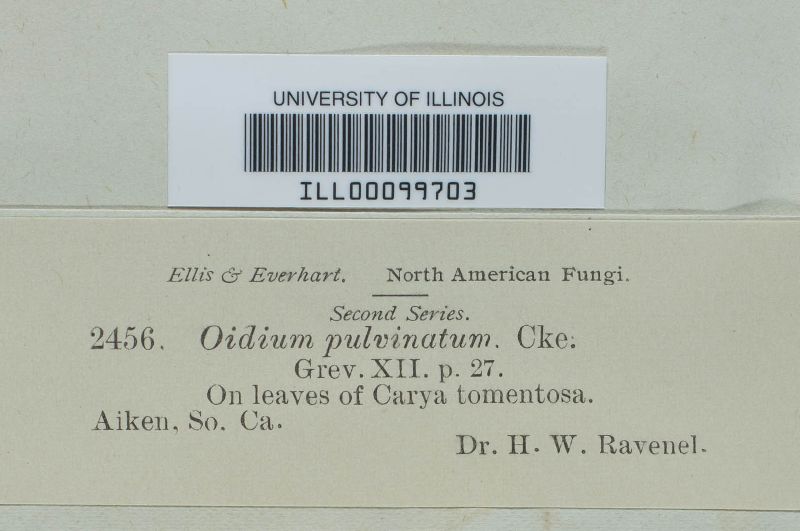 UNIVERSITY OF ILLINOIS
ILL00099703
Ellis & Everhart. North American Fungi.
Second Series.
2456. Oidium pulvinatum. Cke.
Grev. XII. p. 27.
On leaves of Carya tomentosa.
Aiken, So. Ca.
Dr. H. W. Ravenel.